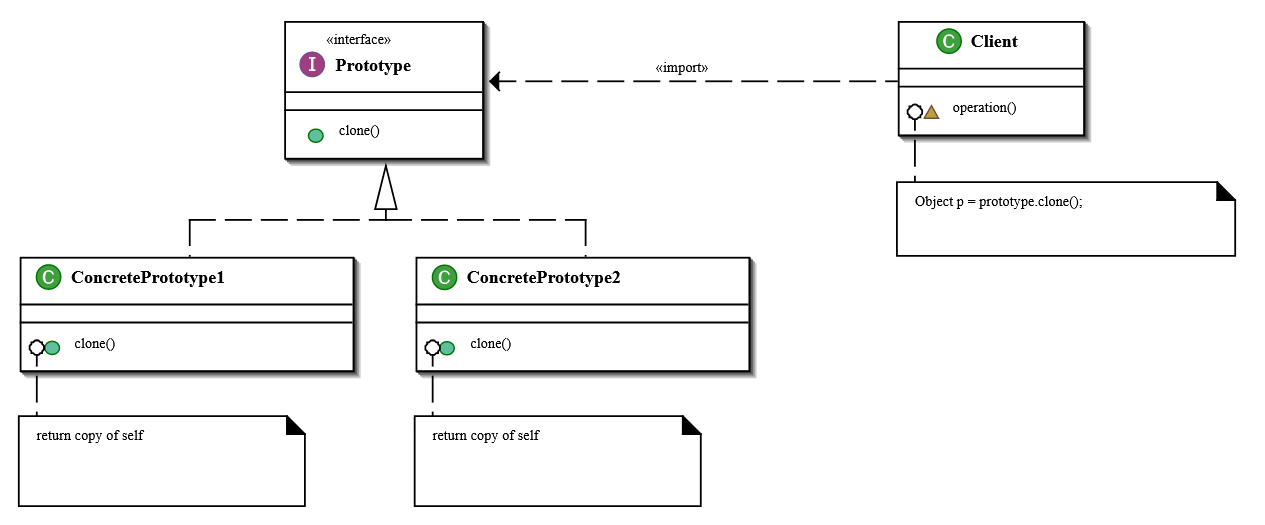 «interface»
I Prototype
clone()
«import»
C Client
operation()
Object p = prototype.clone();
C ConcretePrototype1
clone()
return copy of self
C ConcretePrototype2
clone()
return copy of self